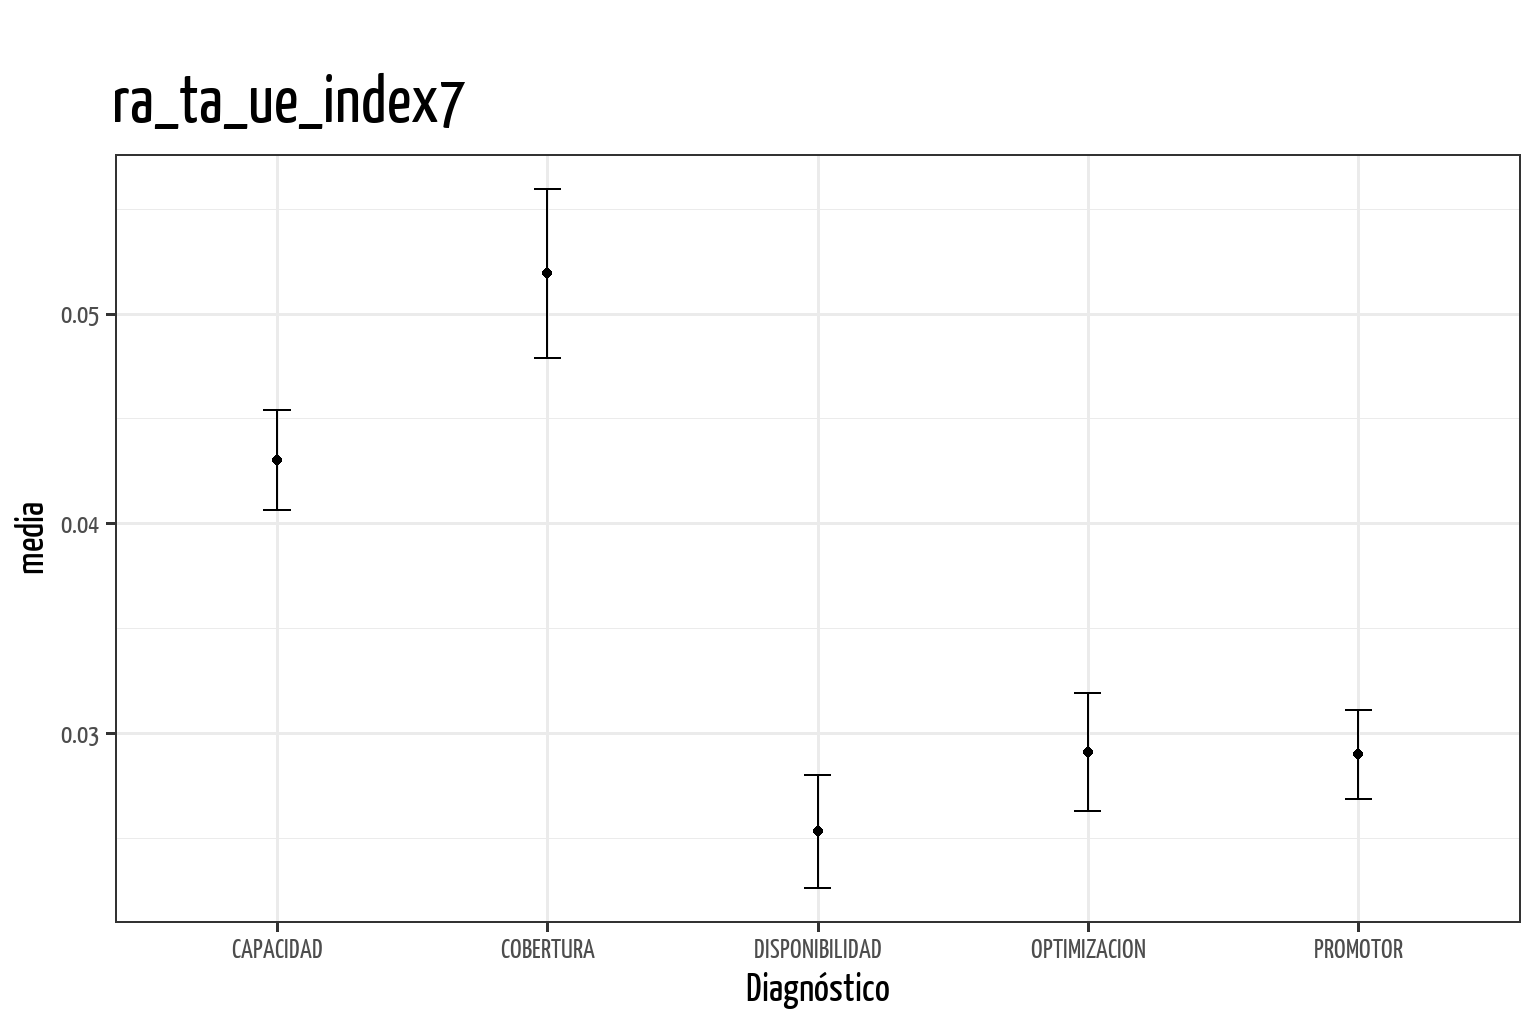 ra_ta_ue_index7
media
0.05
0.04
0.03
CAPACIDAD COBERTURA DISPONIBILIDAD OPTIMIZACION PROMOTOR
Diagnóstico